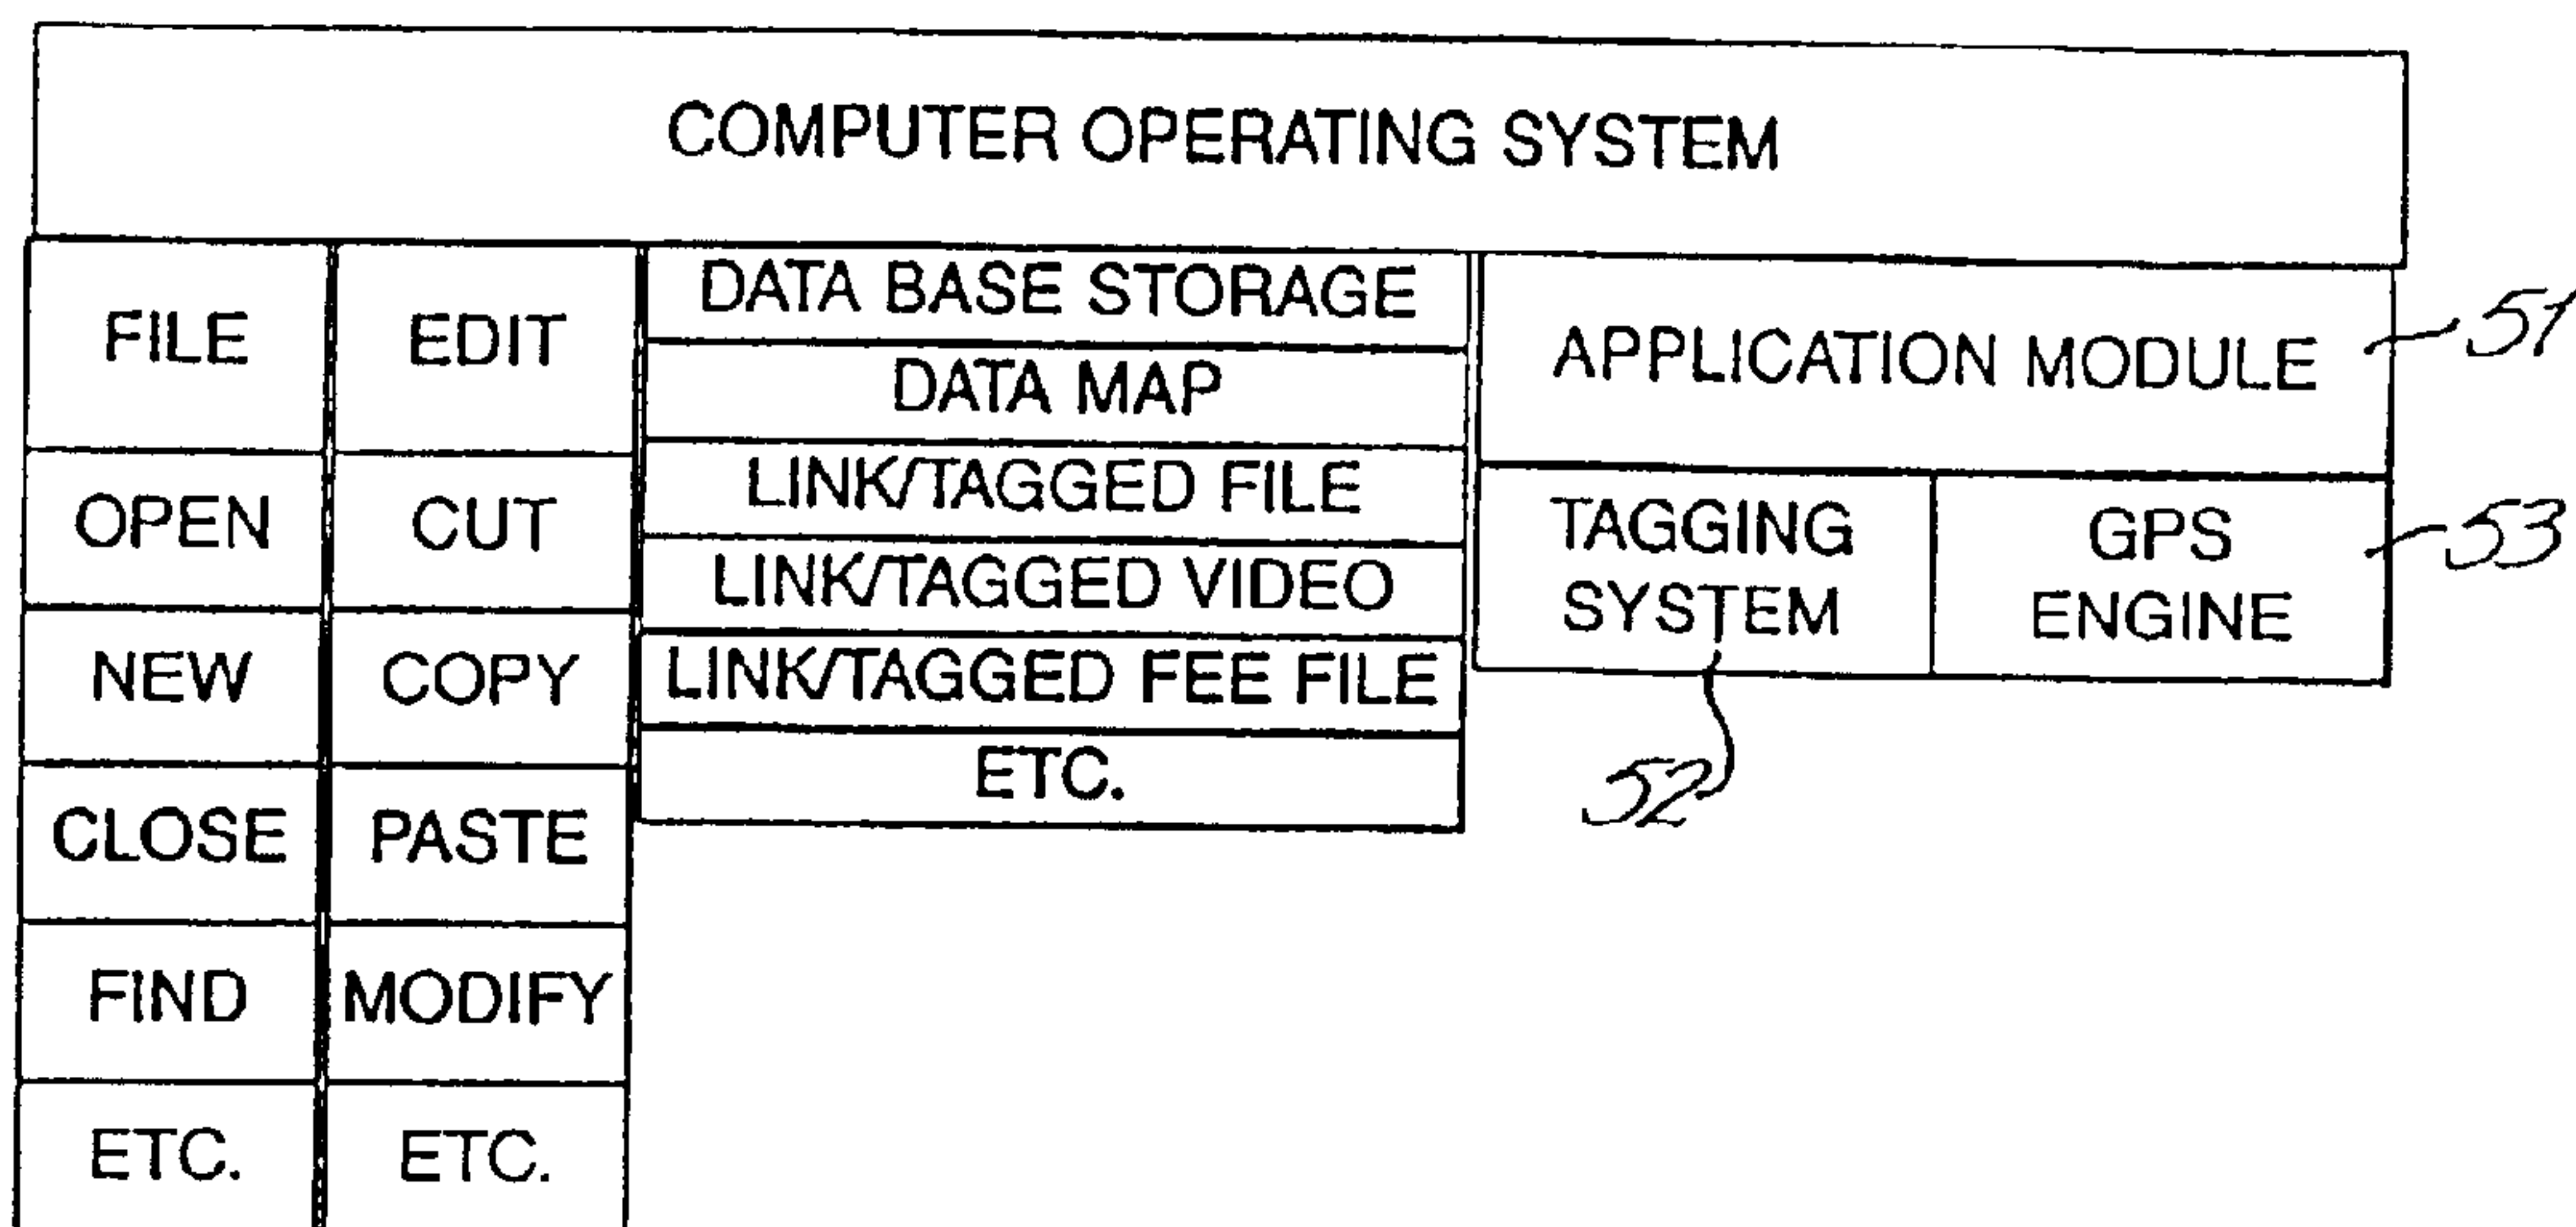 COMPUTER OPERATING SYSTEM
FILE
OPEN
NEW
CLOSE
FIND
ETC.
EDIT
CUT
COPY
PASTE
MODIFY
ETC.
DATA BASE STORAGE
DATA MAP
LINK/TAGGED FILE
LINK/TAGGED VIDEO
LINK/TAGGED FEE FILE
ETC.
APPLICATION MODULE
51
TAGGING
SYSTEM
52
GPS
ENGINE
53